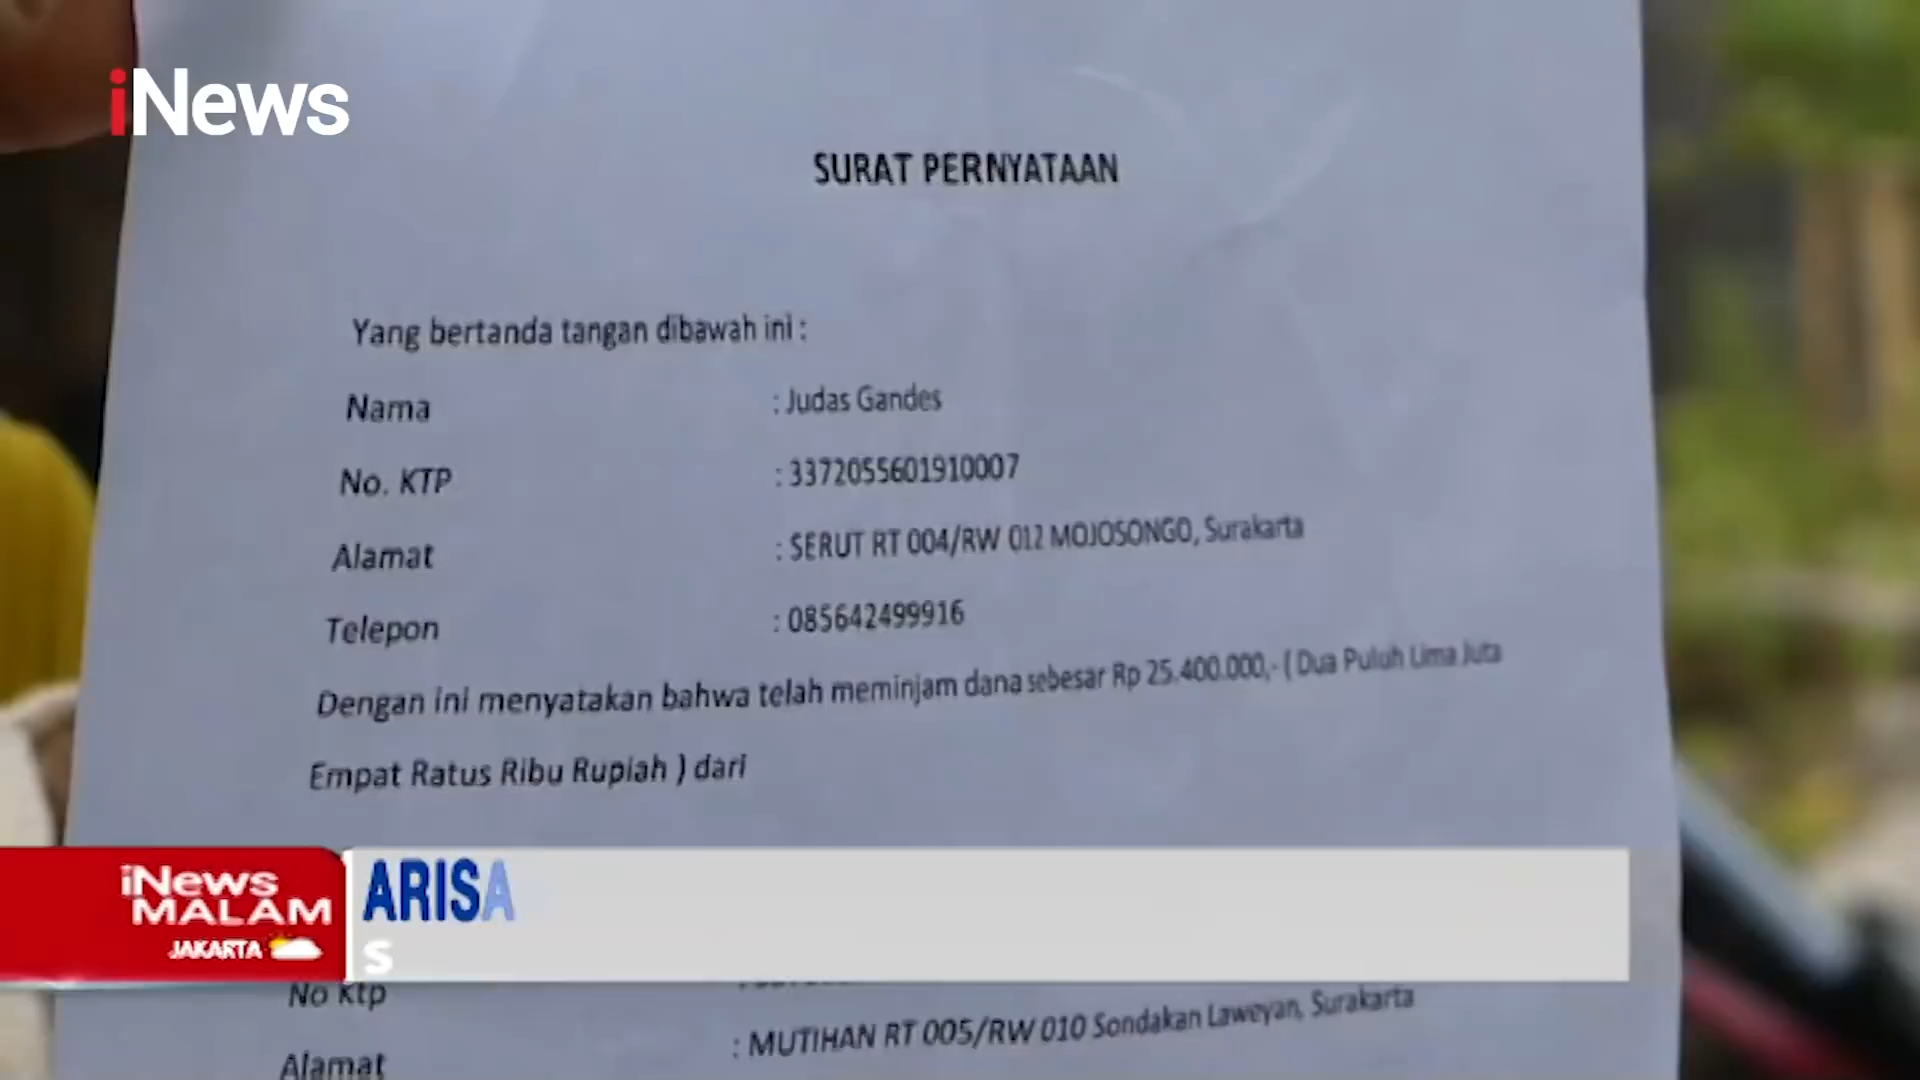 iNews
SURAT PERNYATAAN
Yang bertanda tangan dibawah ini :
Nama : Judas Gandes
No. KTP : 3372055601910007
Alamat : SERUT RT 004/RW 012 MOJOSONGO, Surakarta
Telepon : 085642499916
Dengan ini menyatakan bahwa telah meminjam dana sebesar Rp 25.400.000,- ( Dua Puluh Lima Juta
Empat Ratus Ribu Rupiah ) dari
iNews
MALAM
JAKARTA
ARISA
S
No Ktp
: MUTIHAN RT 005/RW 010 Sondakan Laweyan, Surakarta
Alamat